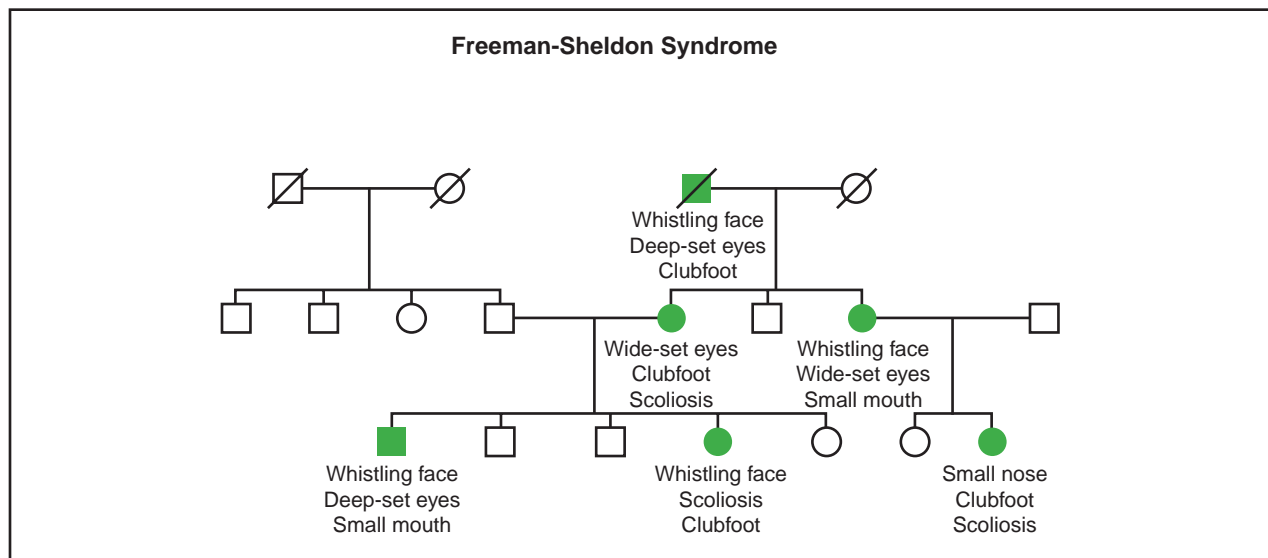 Freeman-Sheldon Syndrome
Whistling face
Deep-set eyes
Clubfoot
Wide-set eyes
Clubfoot
Scoliosis
Whistling face
Wide-set eyes
Small mouth
Whistling face
Deep-set eyes
Small mouth
Whistling face
Scoliosis
Clubfoot
Small nose
Clubfoot
Scoliosis